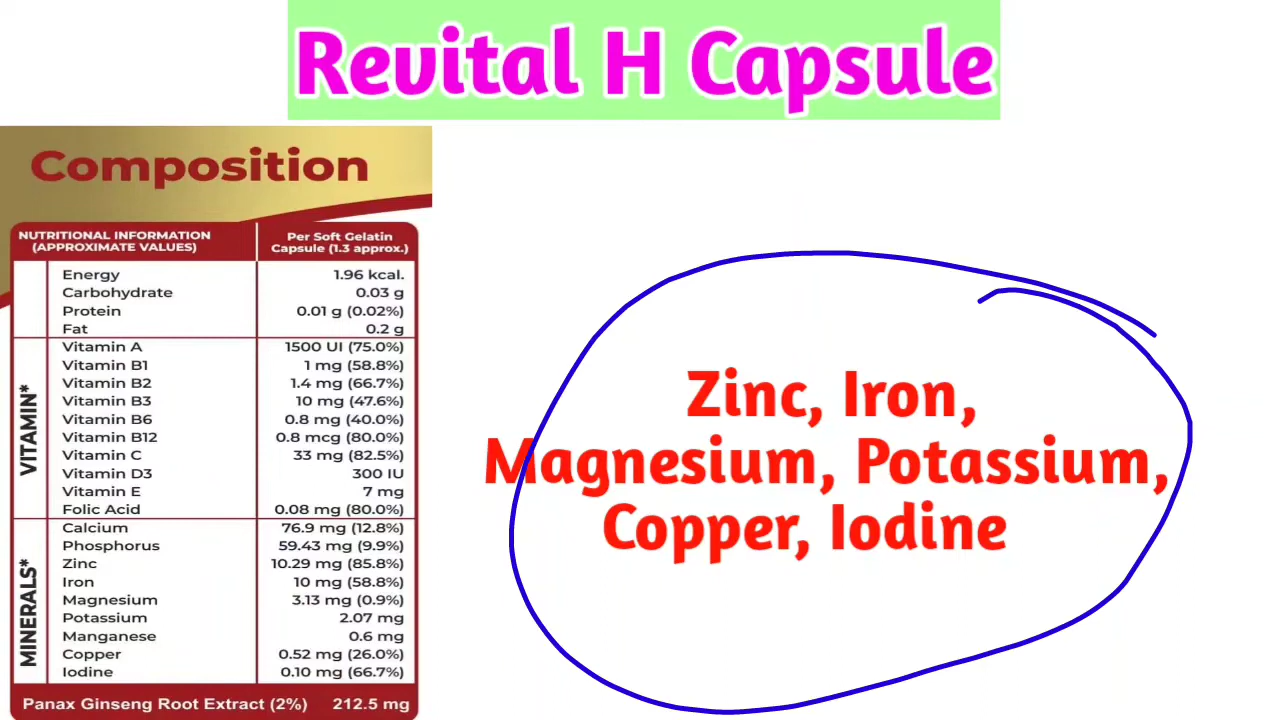 Revital H Capsule
Composition
NUTRITIONAL INFORMATION (APPROXIMATE VALUES) Per Soft Gelatin Capsule (1.3 approx.)
Energy 1.96 kcal.
Carbohydrate 0.03 g
Protein 0.01 g (0.02%)
Fat 0.2 g
VITAMIN*
Vitamin A 1500 UI (75.0%)
Vitamin B1 1 mg (58.8%)
Vitamin B2 1.4 mg (66.7%)
Vitamin B3 10 mg (47.6%)
Vitamin B6 0.8 mg (40.0%)
Vitamin B12 0.8 mcg (80.0%)
Vitamin C 33 mg (82.5%)
Vitamin D3 300 IU
Vitamin E 7 mg
Folic Acid 0.08 mg (80.0%)
MINERALS*
Calcium 76.9 mg (12.8%)
Phosphorus 59.43 mg (9.9%)
Zinc 10.29 mg (85.8%)
Iron 10 mg (58.8%)
Magnesium 3.13 mg (0.9%)
Potassium 2.07 mg
Manganese 0.6 mg
Copper 0.52 mg (26.0%)
Iodine 0.10 mg (66.7%)
Panax Ginseng Root Extract (2%) 212.5 mg
Zinc, Iron,
Magnesium, Potassium,
Copper, Iodine